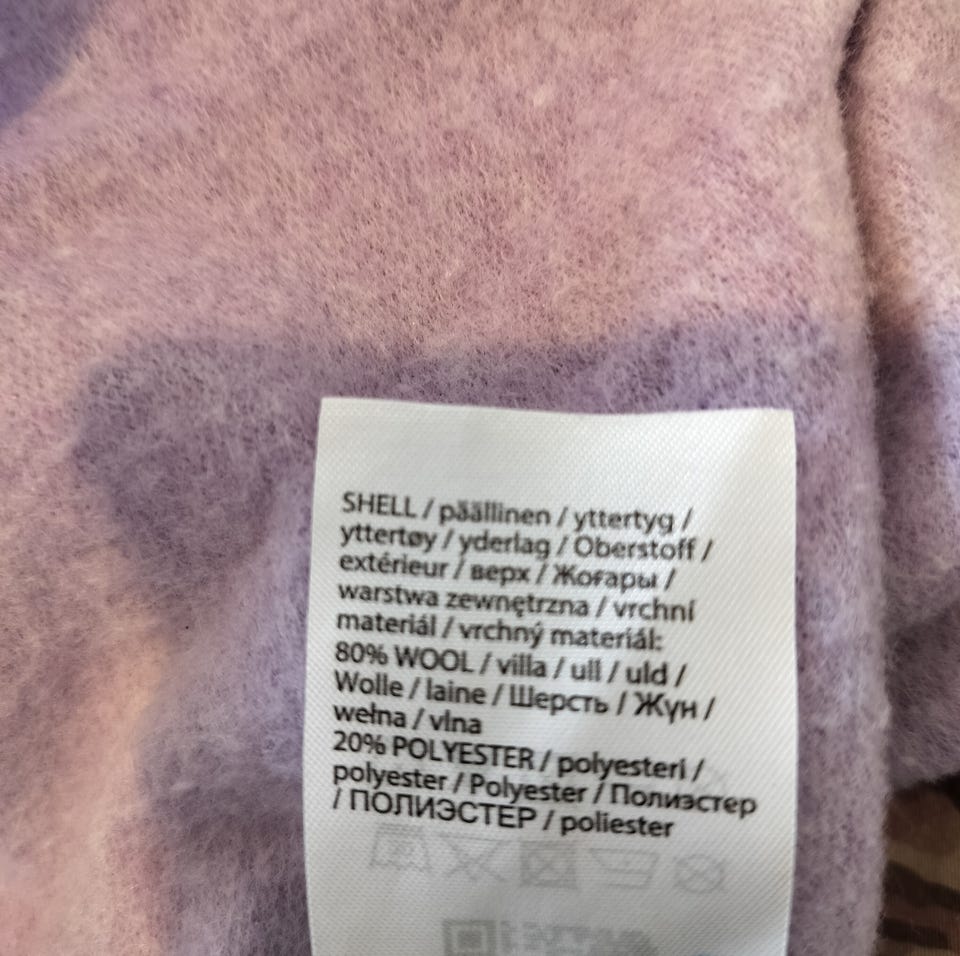 SHELL / päällinen / yttertyg /
yttertøy / yderlag / Oberstoff /
extérieur / верх / Жоғары /
warstwa zewnętrzna / vrchní
materiál / vrchný materiál:
80% WOOL / villa / ull / uld /
Wolle / laine / Шерсть / Жүн /
wełna / vlna
20% POLYESTER / polyesteri /
polyester / Polyester / Полиэстер
/ ПОЛИЭСТЕР / poliester